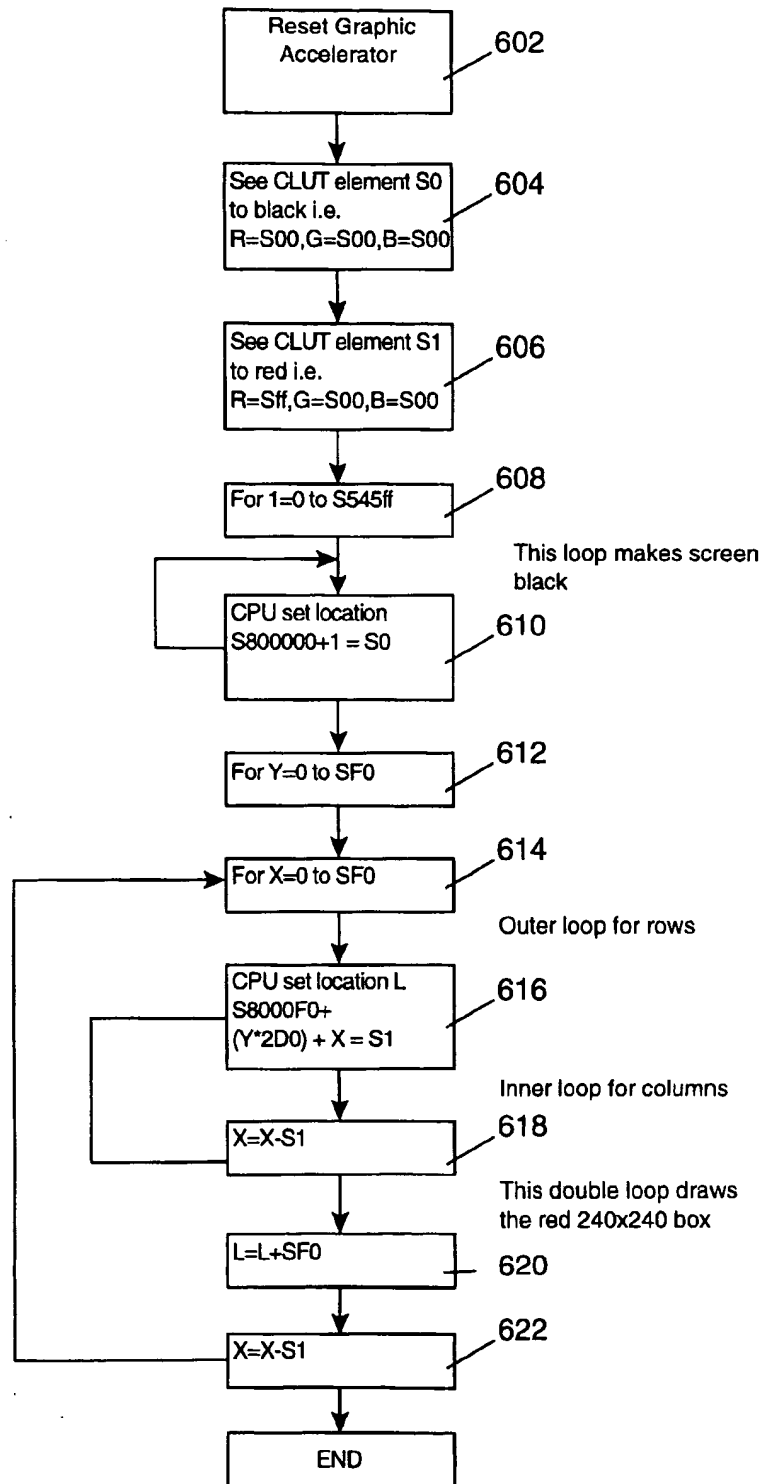 Reset Graphic
Accelerator
602
See CLUT element S0
to black i.e.
R=S00,G=S00,B=S00
604
See CLUT element S1
to red i.e.
R=Sff,G=S00,B=S00
606
For 1=0 to S545ff
608
This loop makes screen
black
CPU set location
S800000+1 = S0
610
For Y=0 to SF0
612
For X=0 to SF0
614
Outer loop for rows
CPU set location L
S8000F0+
(Y*2D0) + X = S1
616
Inner loop for columns
X=X-S1
618
This double loop draws
the red 240x240 box
L=L+SF0
620
X=X-S1
622
END